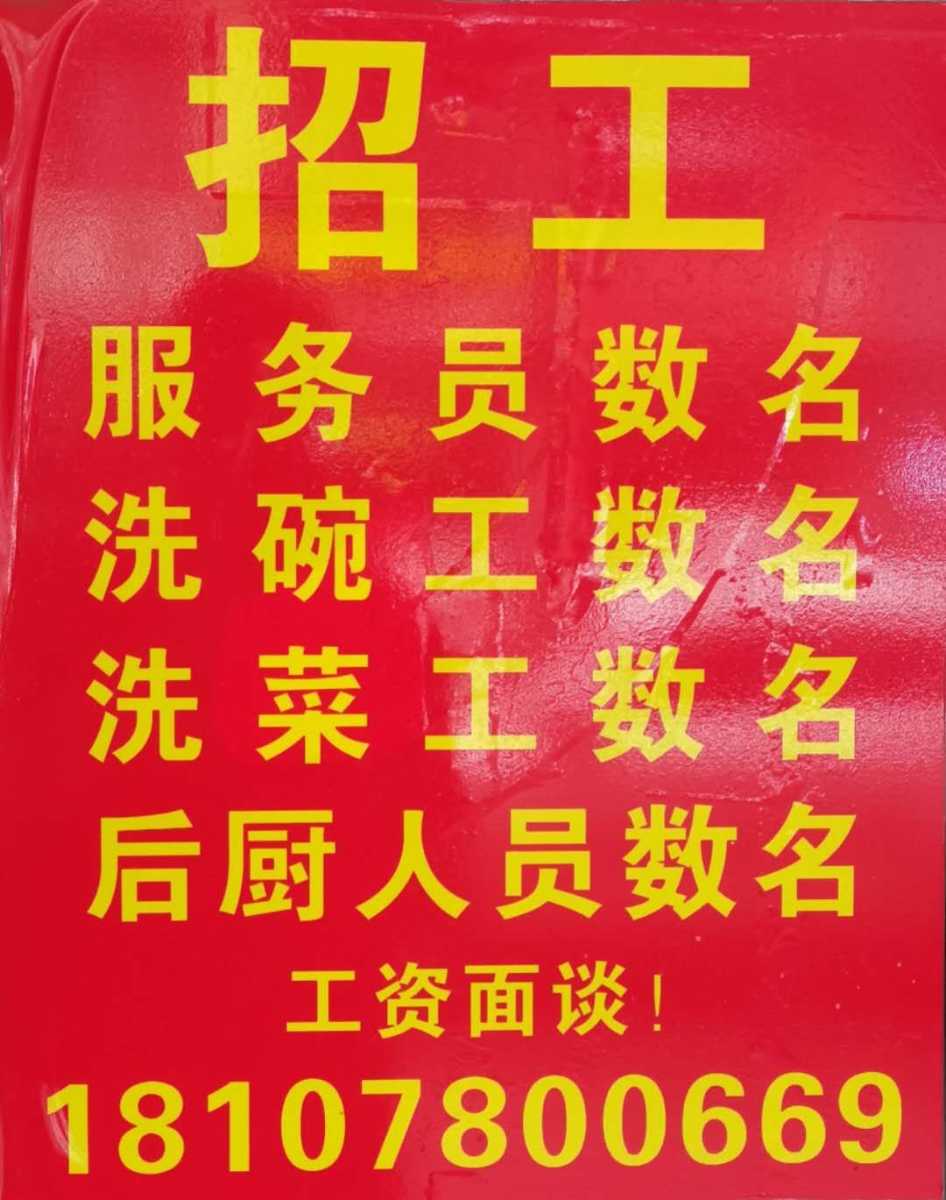 招工
服务员数名
洗碗工数名
洗菜工数名
后厨人员数名
工资面谈！
18107800669